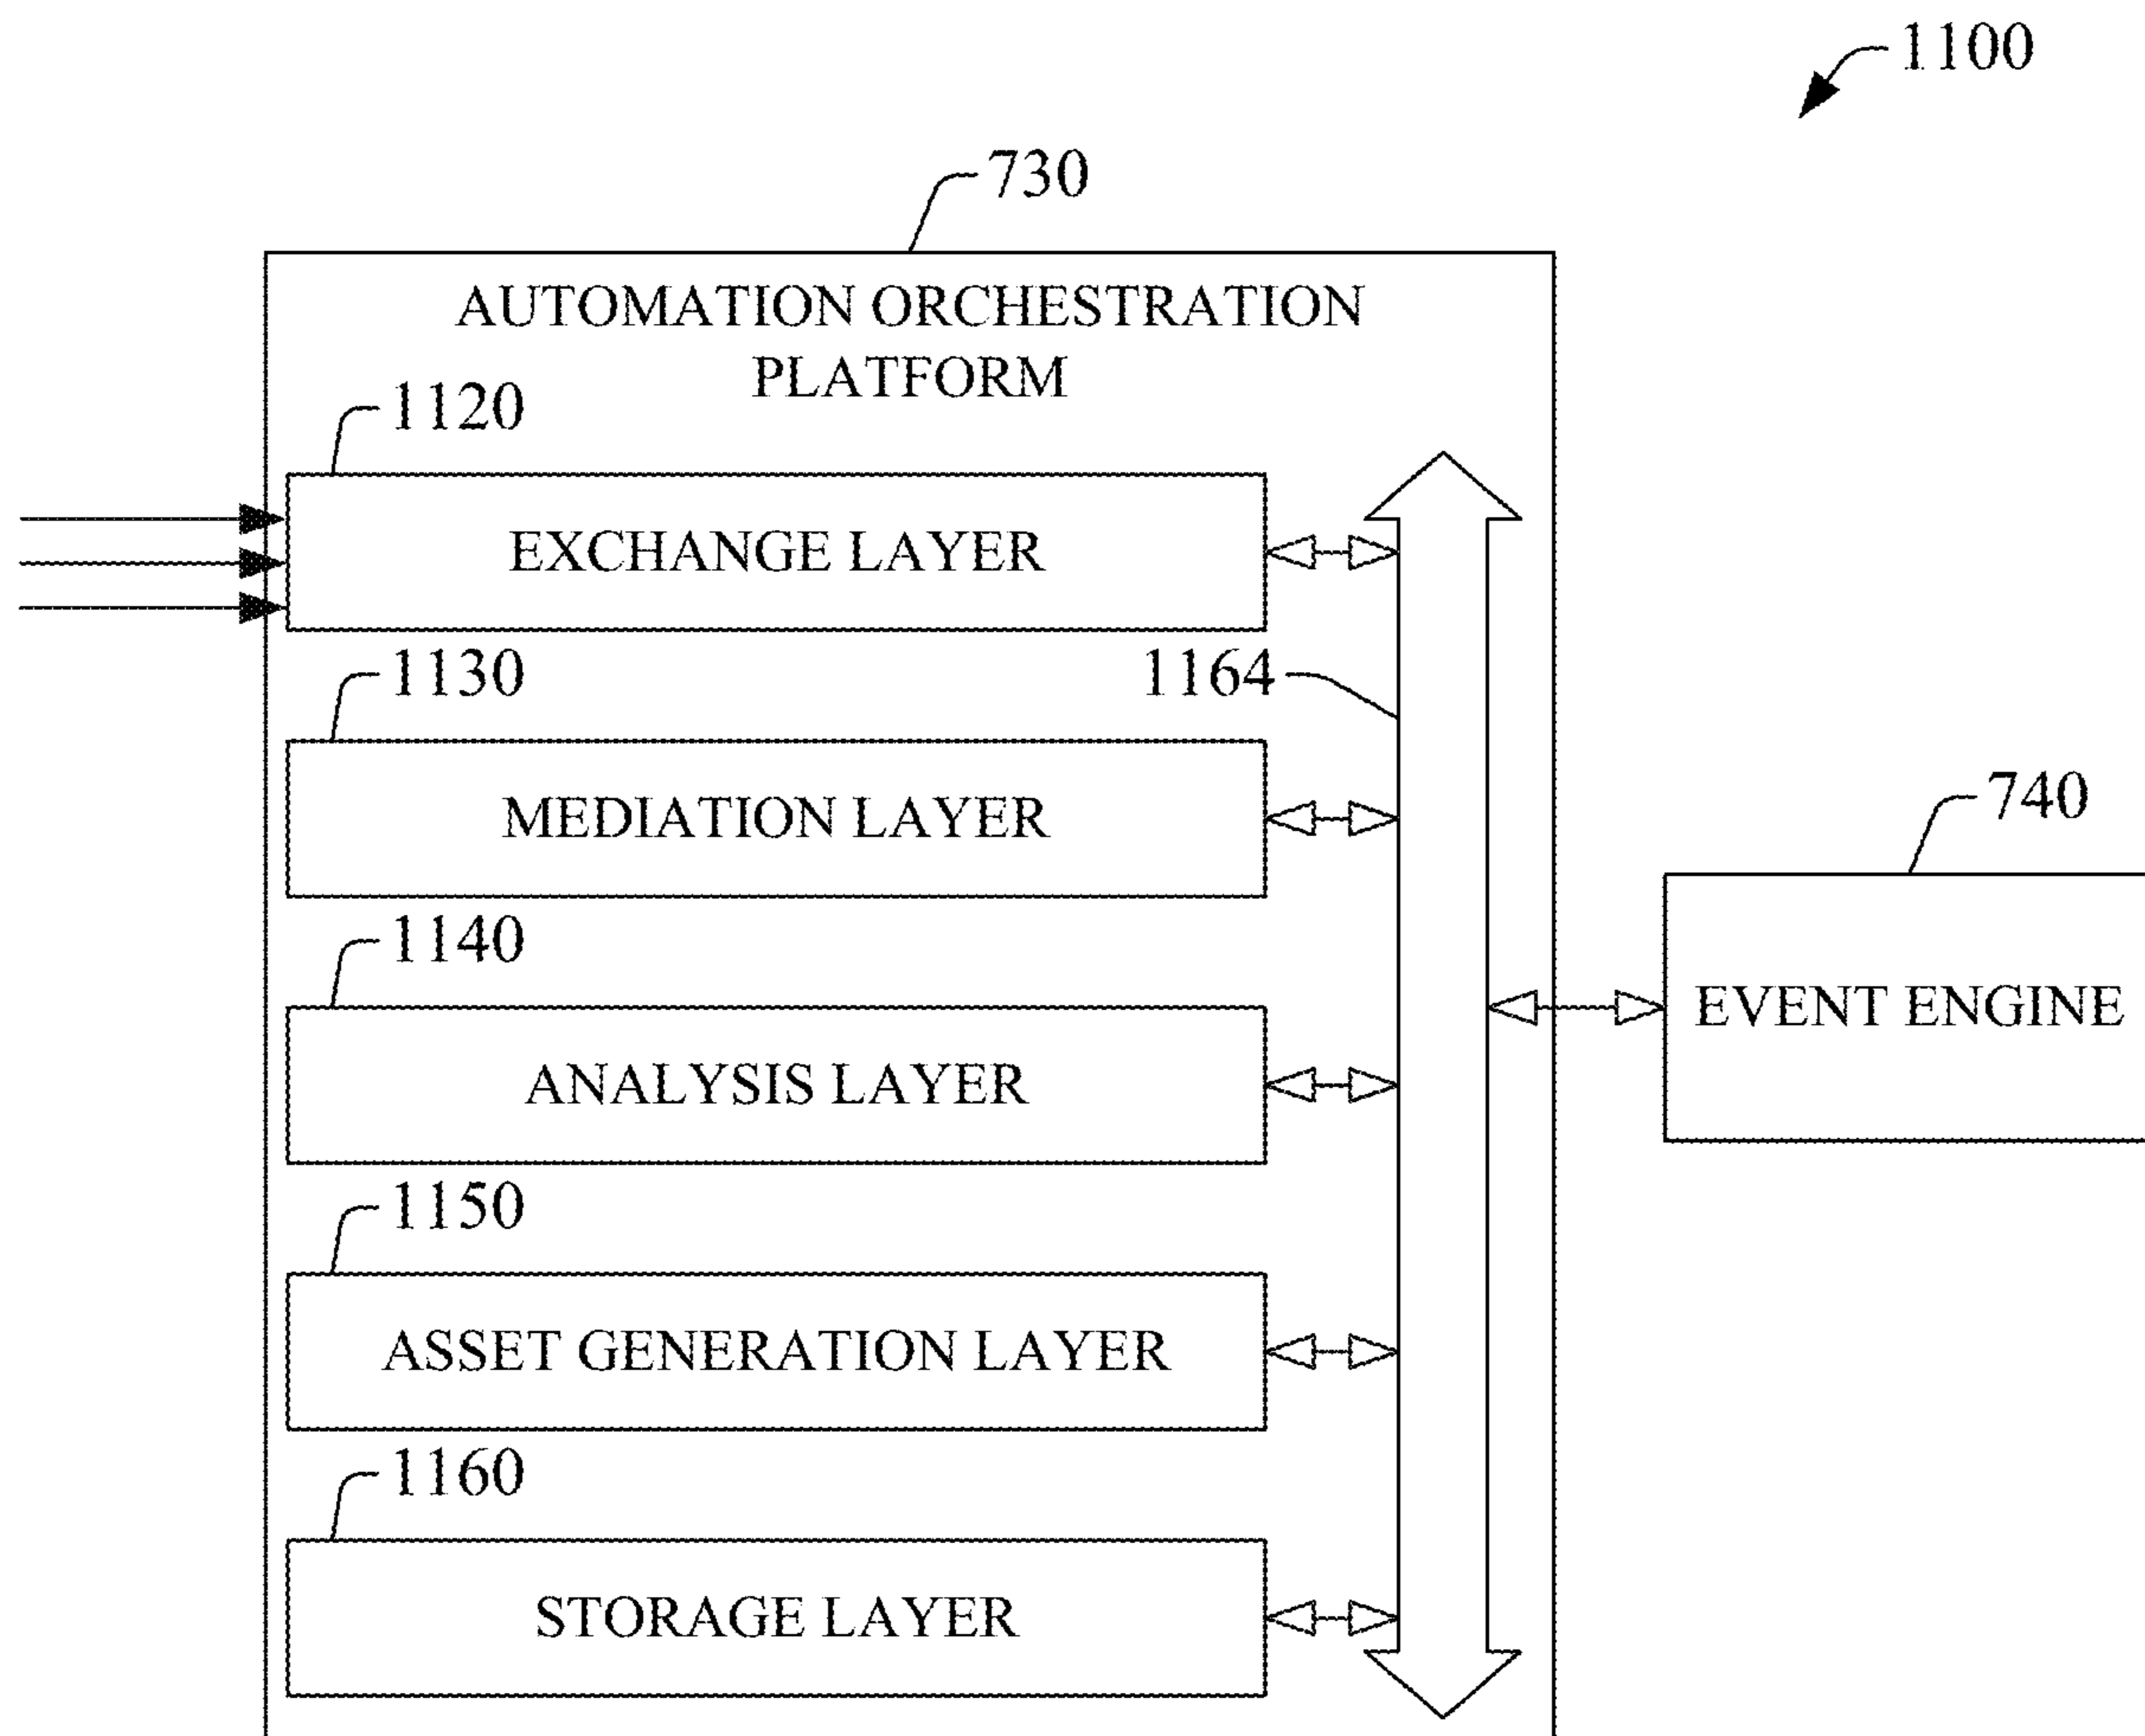 1100
730
AUTOMATION ORCHESTRATION
PLATFORM
1120
EXCHANGE LAYER
1130
1164
MEDIATION LAYER
740
1140
EVENT ENGINE
ANALYSIS LAYER
1150
ASSET GENERATION LAYER
1160
STORAGE LAYER